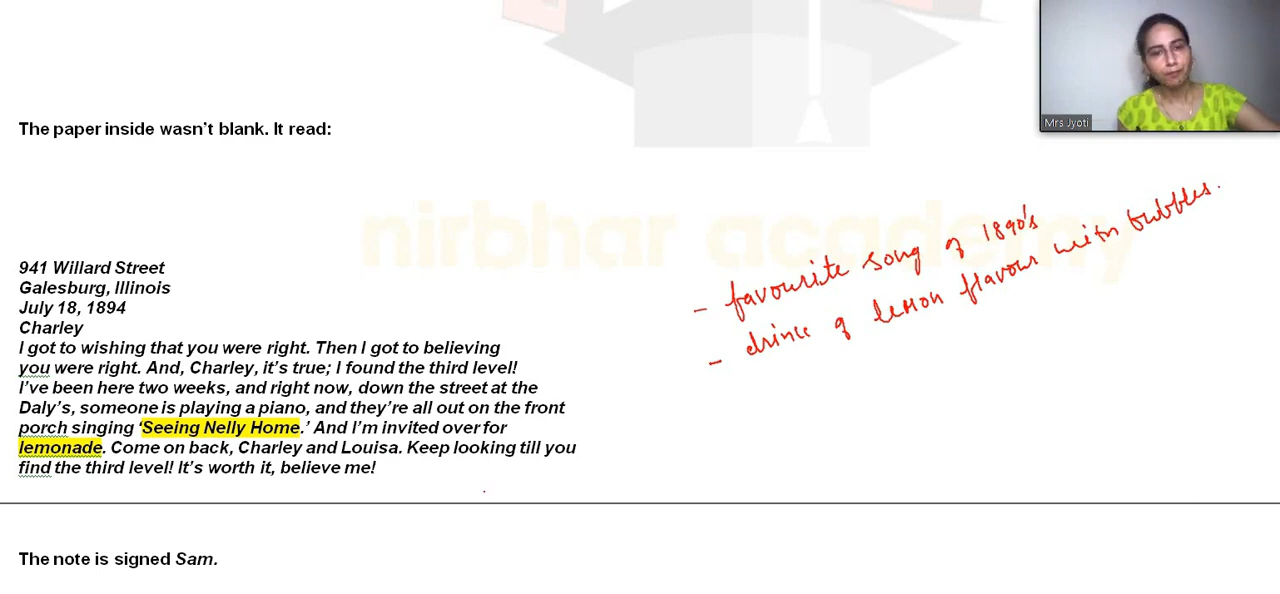 Mrs Jyoti
The paper inside wasn't blank. It read:
nirbhar academy
- favourite song of 1890's
- drink of lemon flavour with bubbles.
941 Willard Street
Galesburg, Illinois
July 18, 1894
Charley
I got to wishing that you were right. Then I got to believing
you were right. And, Charley, it's true; I found the third level!
I've been here two weeks, and right now, down the street at the
Daly's, someone is playing a piano, and they're all out on the front
porch singing 'Seeing Nelly Home.' And I'm invited over for
lemonade. Come on back, Charley and Louisa. Keep looking till you
find the third level! It's worth it, believe me!
The note is signed Sam.